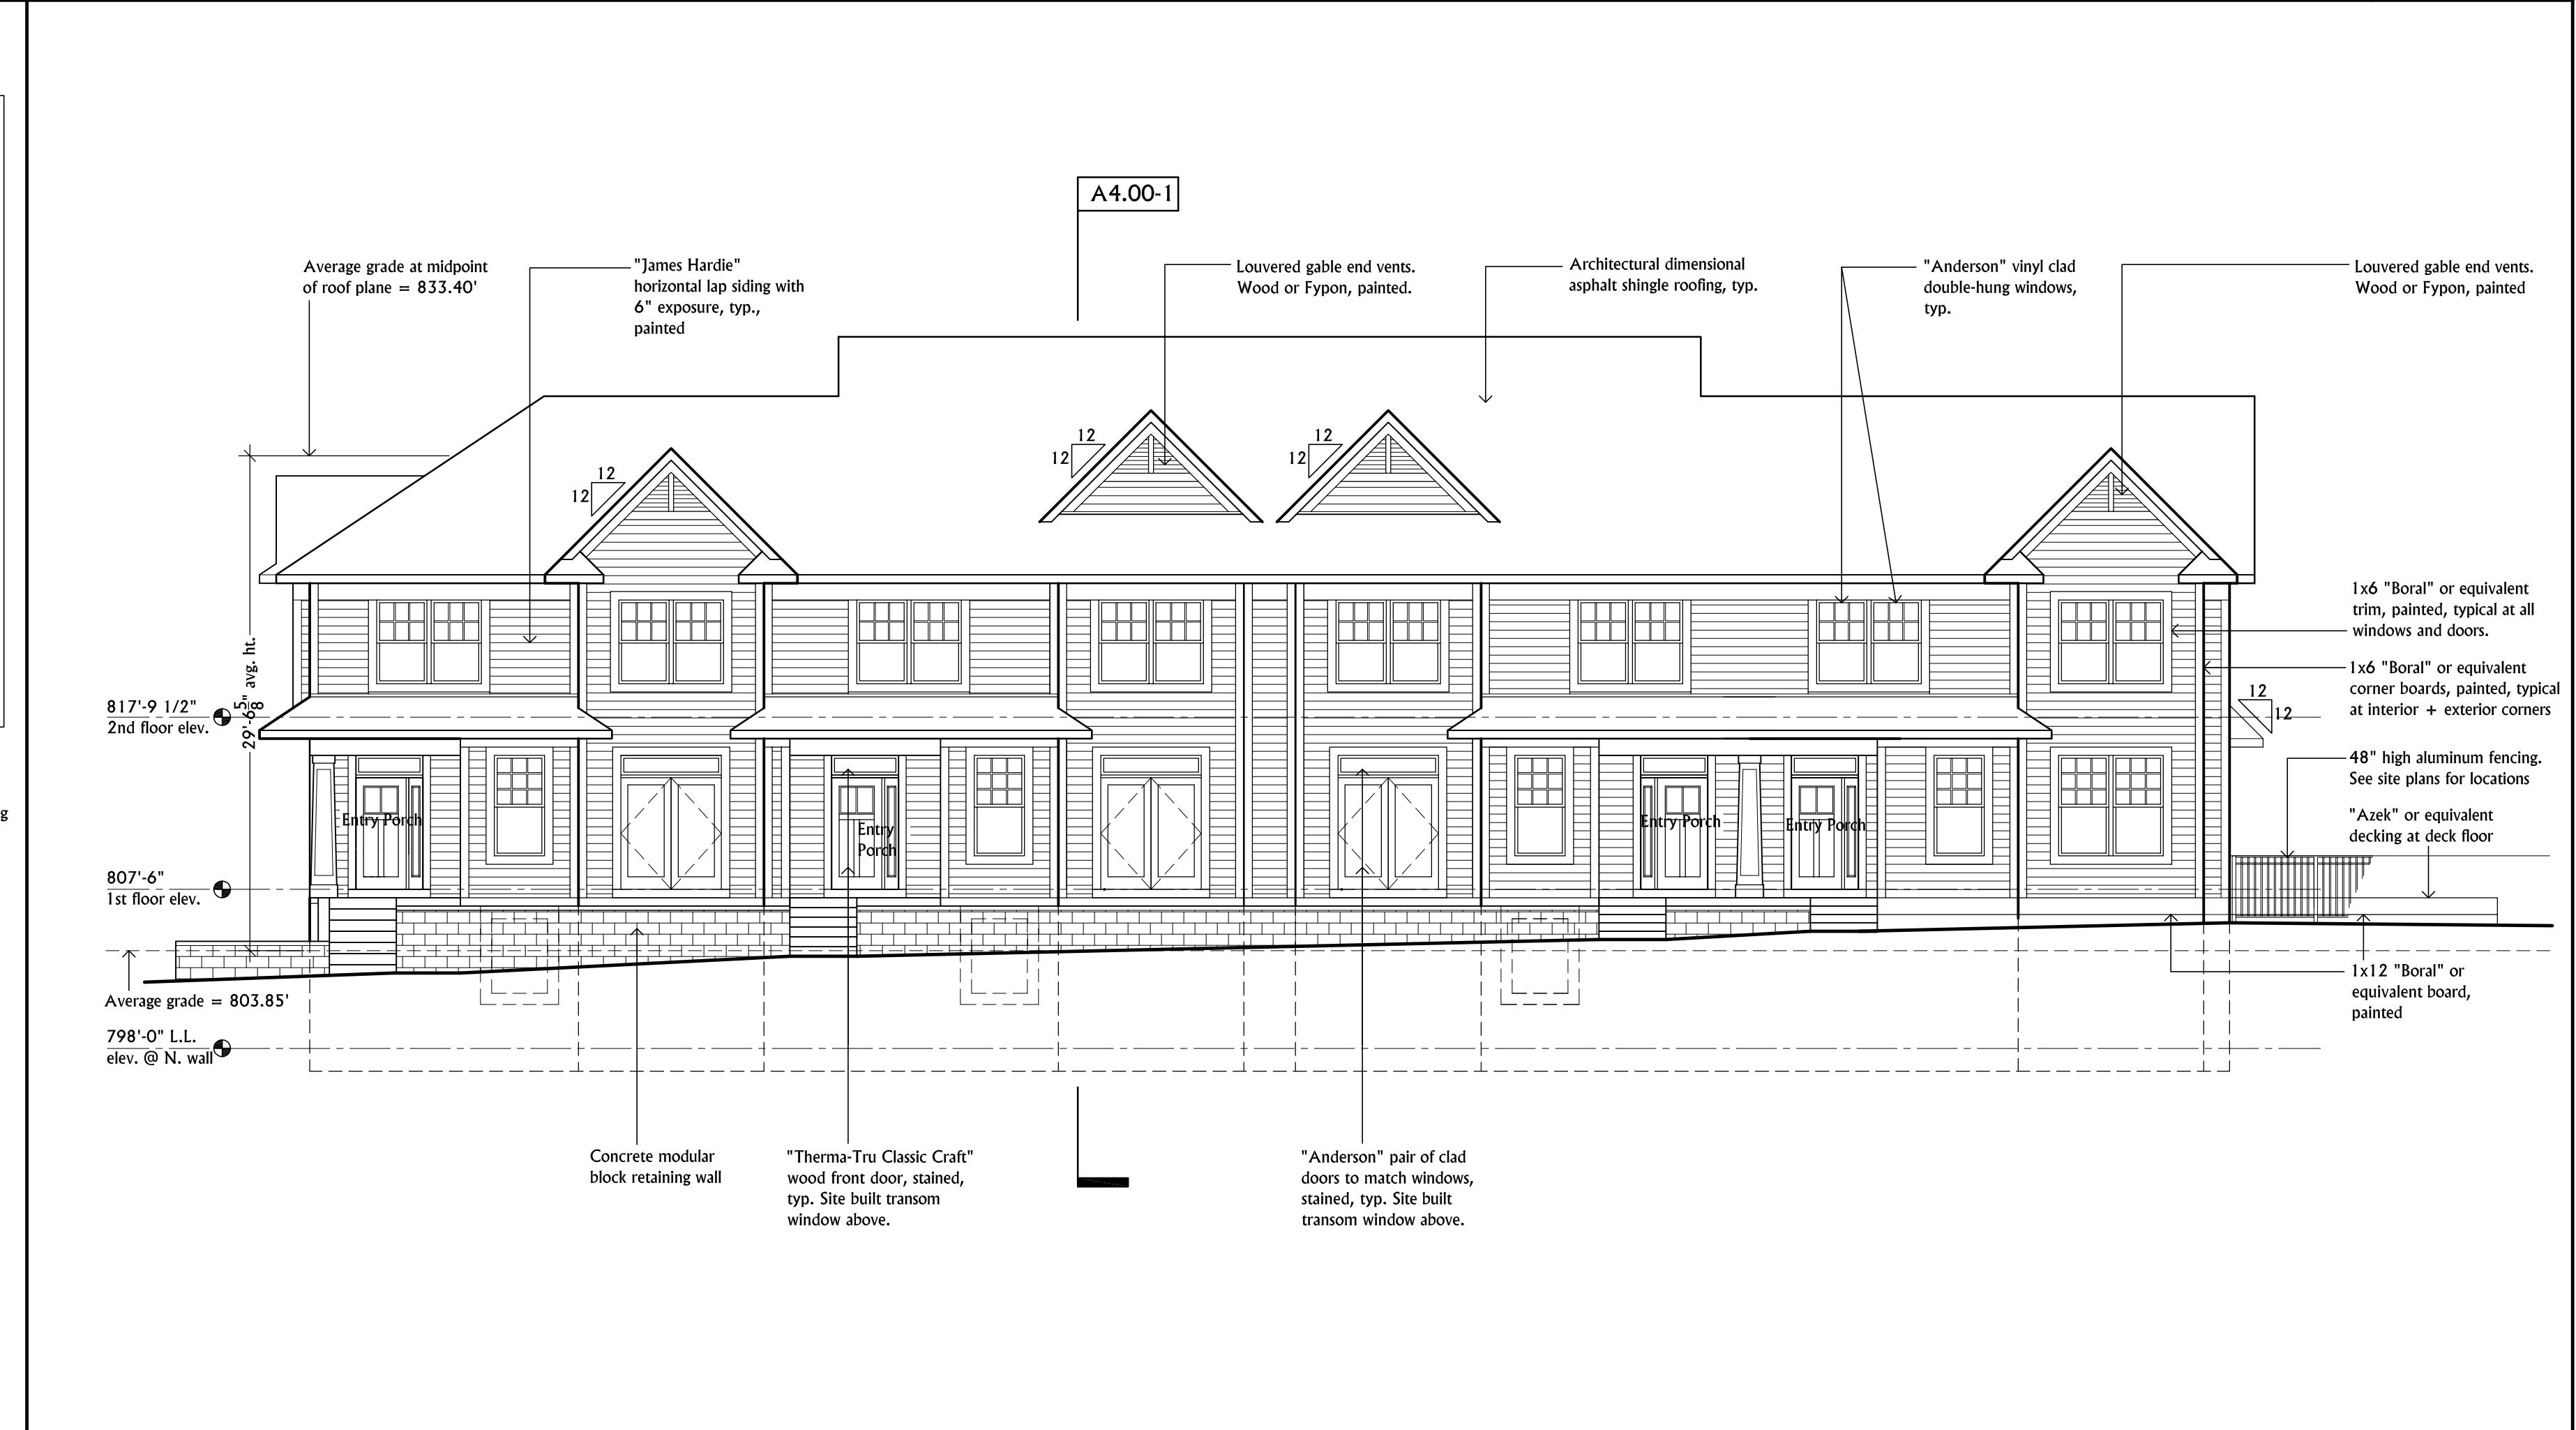 A4.00-1
Average grade at midpoint
of roof plane = 833.40'
"James Hardie"
horizontal lap siding with
6" exposure, typ.,
painted
Louvered gable end vents.
Wood or Fypon, painted.
Architectural dimensional
asphalt shingle roofing, typ.
"Anderson" vinyl clad
double-hung windows,
typ.
Louvered gable end vents.
Wood or Fypon, painted
12
12
12
12
12
12
1x6 "Boral" or equivalent
trim, painted, typical at all
windows and doors.
1x6 "Boral" or equivalent
corner boards, painted, typical
at interior + exterior corners
12
12
29'-6 5/8" avg. ht.
817'-9 1/2"
2nd floor elev.
48" high aluminum fencing.
See site plans for locations
"Azek" or equivalent
decking at deck floor
g
Entry Porch
Entry
Porch
Entry Porch
Entry Porch
807'-6"
1st floor elev.
Average grade = 803.85'
798'-0" L.L.
elev. @ N. wall
1x12 "Boral" or
equivalent board,
painted
Concrete modular
block retaining wall
"Therma-Tru Classic Craft"
wood front door, stained,
typ. Site built transom
window above.
"Anderson" pair of clad
doors to match windows,
stained, typ. Site built
transom window above.